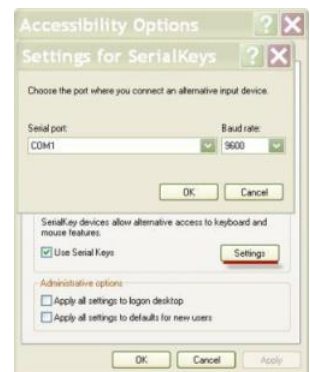 Accessibility Options
Settings for SerialKeys
Choose the port where you connect an alternative input device.
Serial port: Baud rate:
COM1 9600
OK Cancel
SerialKey devices allow alternative access to keyboard and
mouse features.
Use Serial Keys Settings
Administrative options
Apply all settings to logon desktop
Apply all settings to defaults for new users
OK Cancel Apply